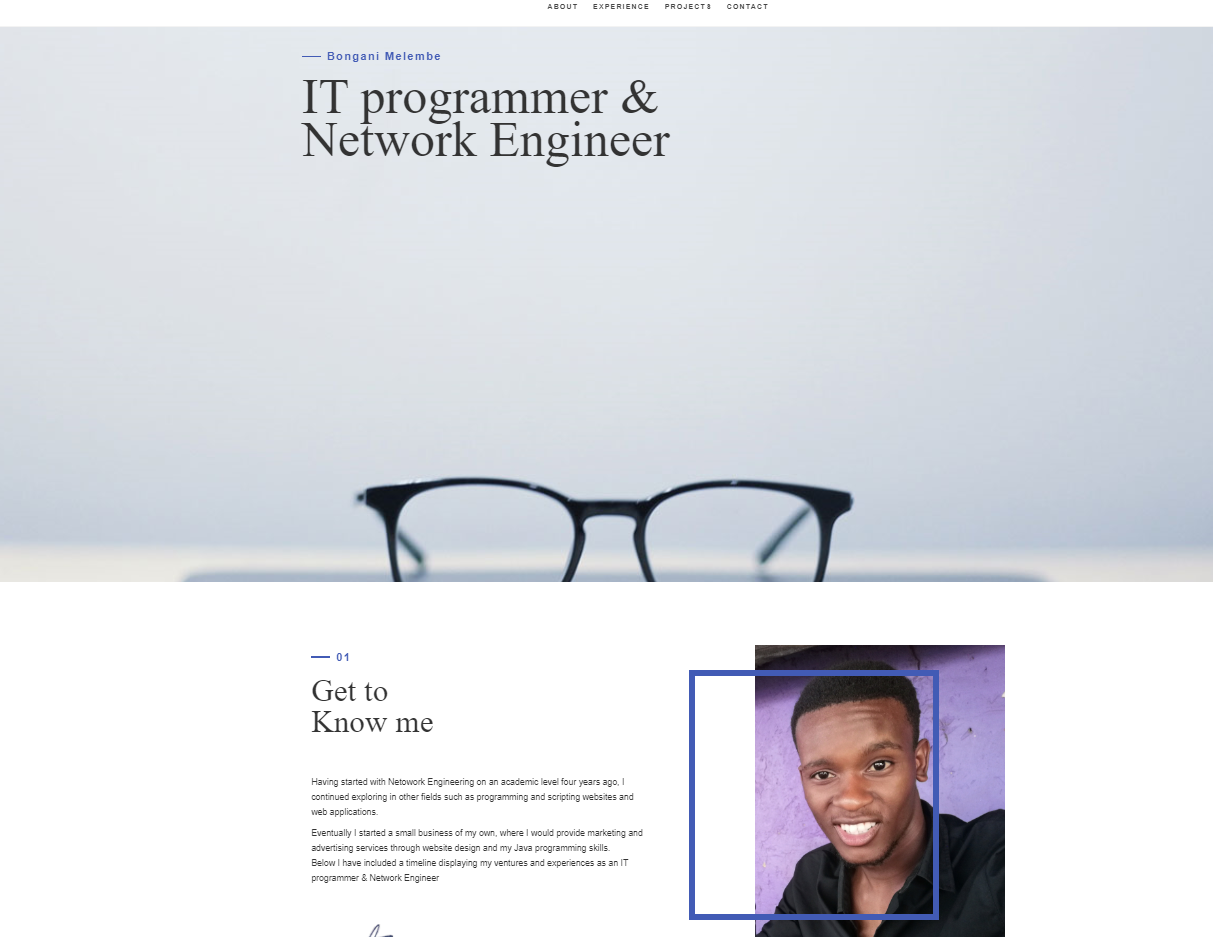 ABOUT EXPERIENCE PROJECTS CONTACT
Bongani Melembe
IT programmer &
Network Engineer
01
Get to
Know me
Having started with Netowork Engineering on an academic level four years ago, I
continued exploring in other fields such as programming and scripting websites and
web applications.
Eventually I started a small business of my own, where I would provide marketing and
advertising services through website design and my Java programming skills.
Below I have included a timeline displaying my ventures and experiences as an IT
programmer & Network Engineer